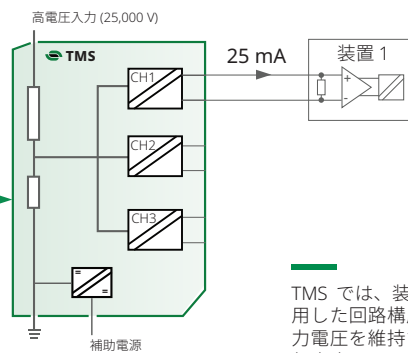 高電圧入力 (25,000 V)
TMS
25 mA
装置 1
CH1
+
-
CH2
CH3
=
=
補助電源
TMS では、装
用した回路構
力電圧を維持